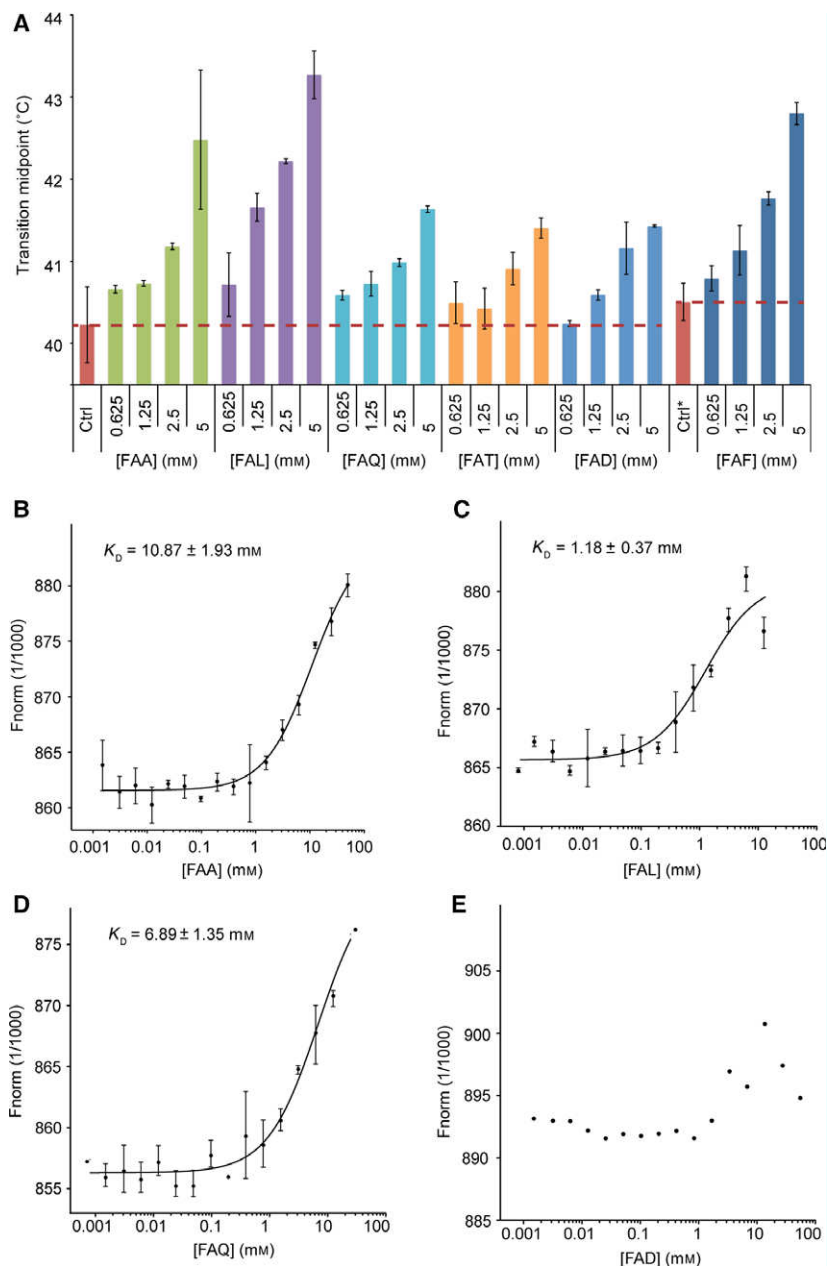 A
44
43
42
41
40
Transition midpoint (°C)
Ctrl 0.625 1.25 2.5 5 0.625 1.25 2.5 5 0.625 1.25 2.5 5 0.625 1.25 2.5 5 0.625 1.25 2.5 5 Ctrl* 0.625 1.25 2.5 5
[FAA] (mM) [FAL] (mM) [FAQ] (mM) [FAT] (mM) [FAD] (mM) [FAF] (mM)
B
K_D = 10.87 ± 1.93 mM
880
875
870
865
860
Fnorm (1/1000)
0.001 0.01 0.1 1 10 100
[FAA] (mM)
C
K_D = 1.18 ± 0.37 mM
880
875
870
865
860
Fnorm (1/1000)
0.001 0.01 0.1 1 10 100
[FAL] (mM)
D
K_D = 6.89 ± 1.35 mM
875
870
865
860
855
Fnorm (1/1000)
0.001 0.01 0.1 1 10 100
[FAQ] (mM)
E
905
900
895
890
885
Fnorm (1/1000)
0.001 0.01 0.1 1 10 100
[FAD] (mM)